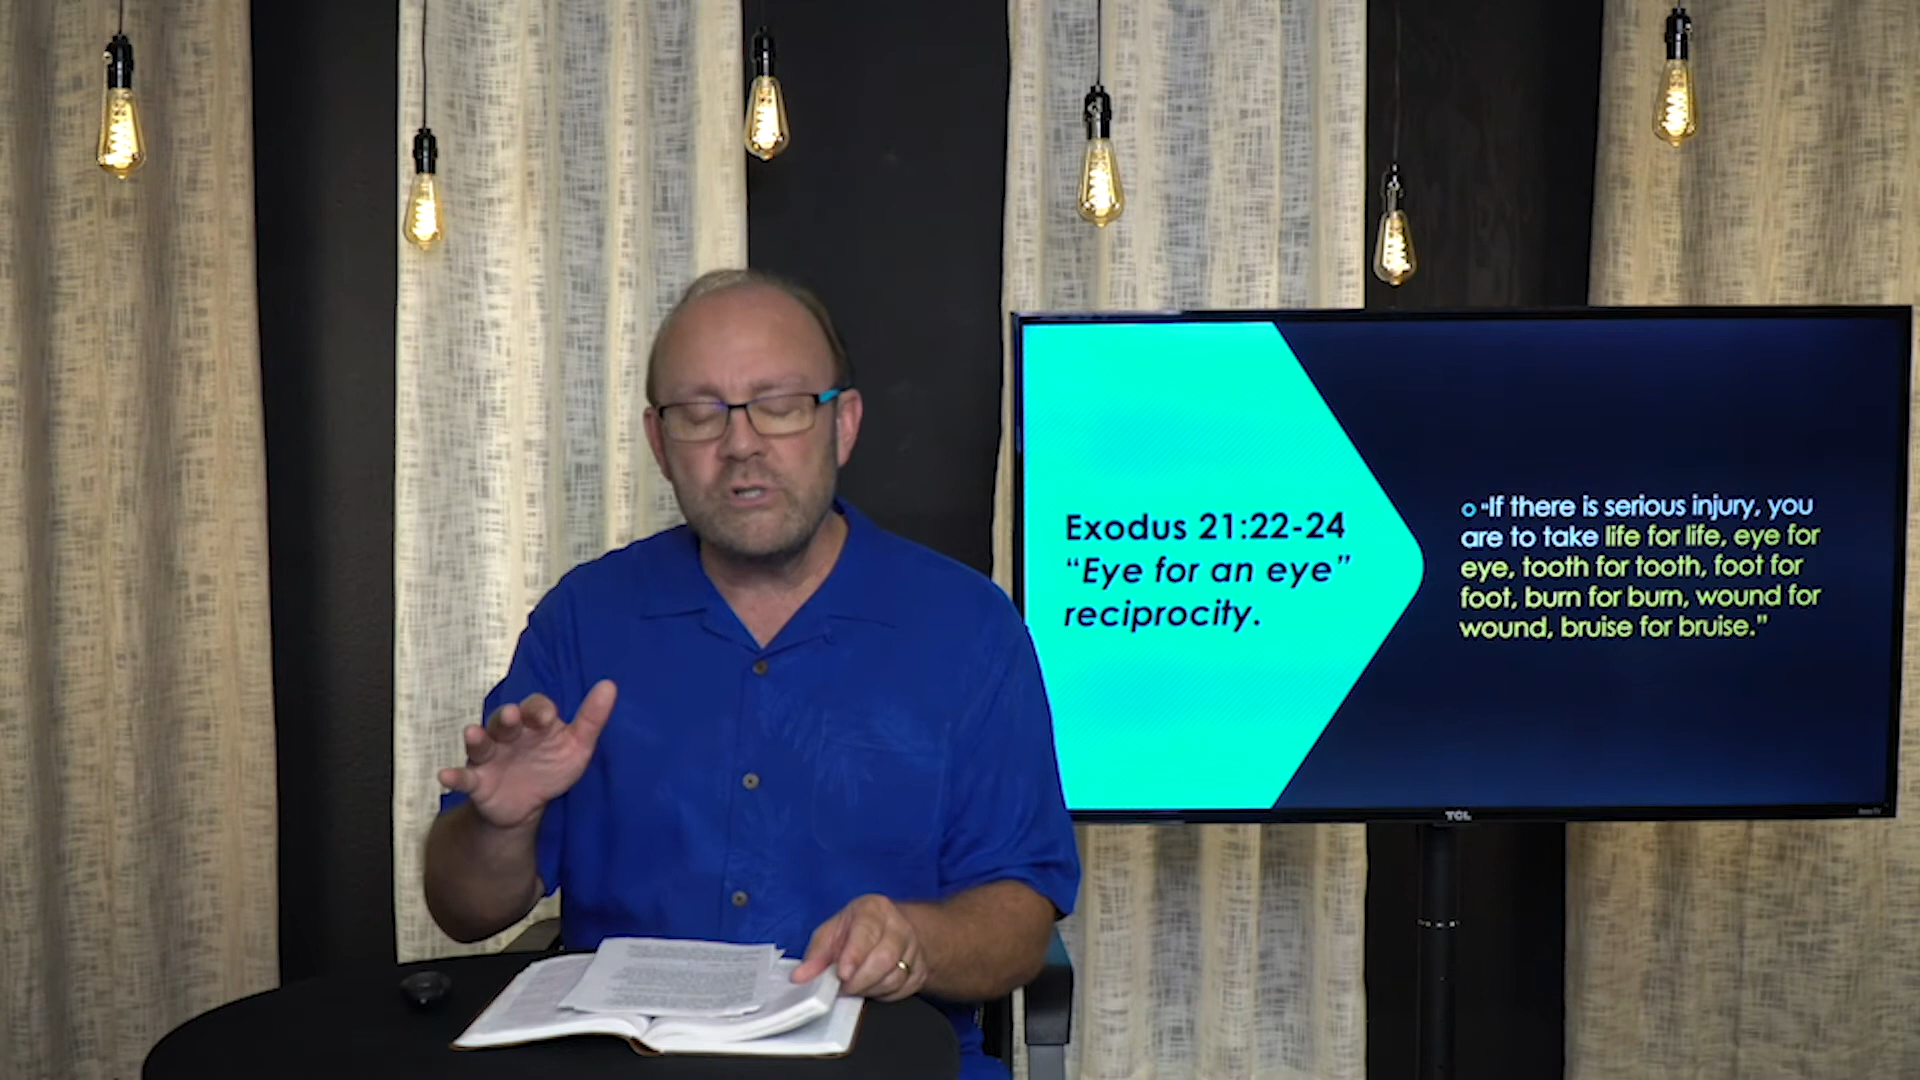 Exodus 21:22-24
“Eye for an eye”
reciprocity.
“If there is serious injury, you
are to take life for life, eye for
eye, tooth for tooth, foot for
foot, burn for burn, wound for
wound, bruise for bruise.”
TCL